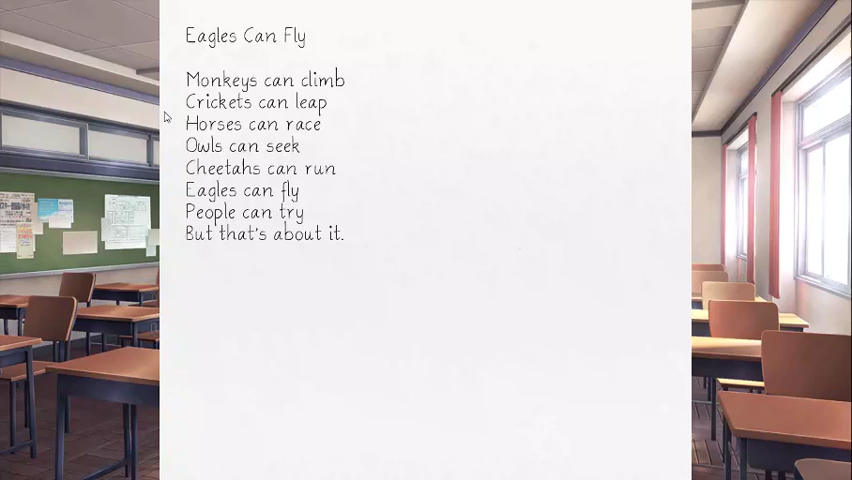 Eagles Can Fly
Monkeys can climb
Crickets can leap
Horses can race
Owls can seek
Cheetahs can run
Eagles can fly
People can try
But that's about it.